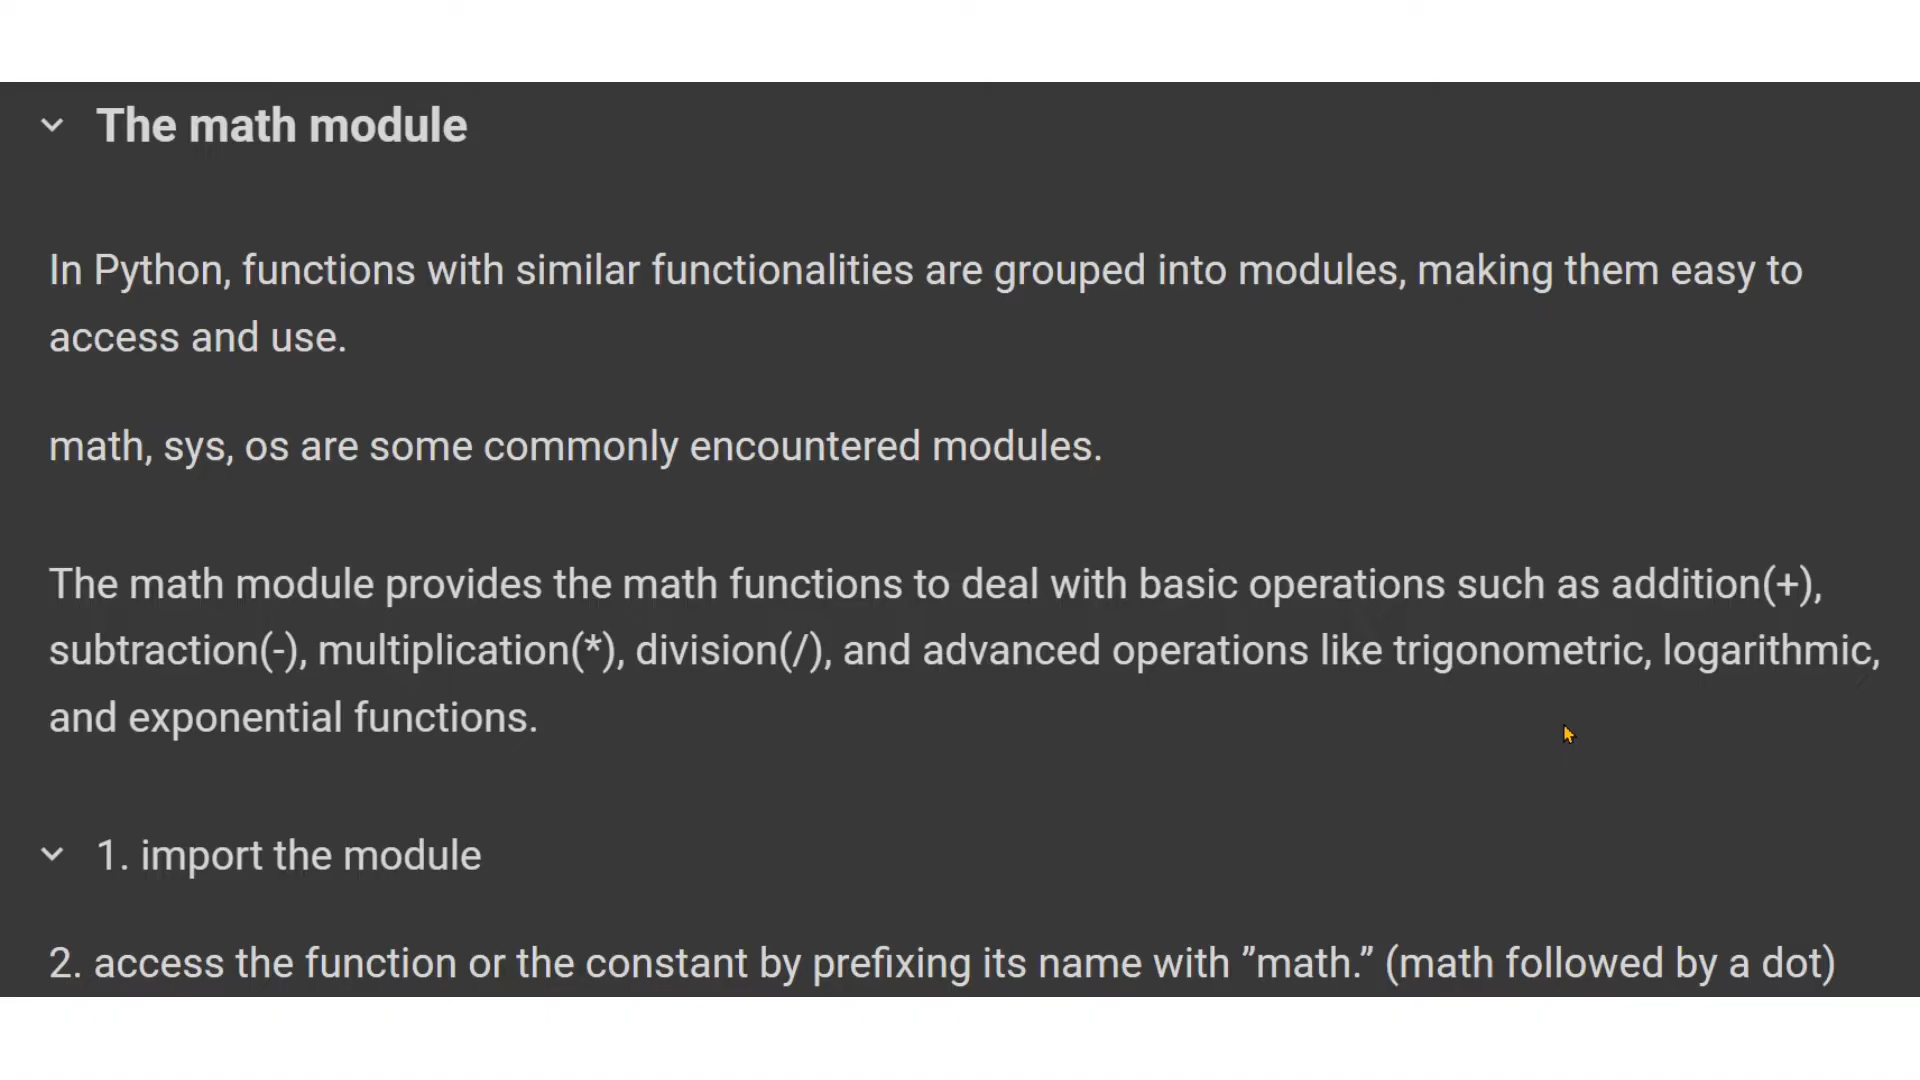 The math module
In Python, functions with similar functionalities are grouped into modules, making them easy to
access and use.
math, sys, os are some commonly encountered modules.
The math module provides the math functions to deal with basic operations such as addition(+),
subtraction(-), multiplication(*), division(/), and advanced operations like trigonometric, logarithmic,
and exponential functions.
1. import the module
2. access the function or the constant by prefixing its name with ”math.” (math followed by a dot)